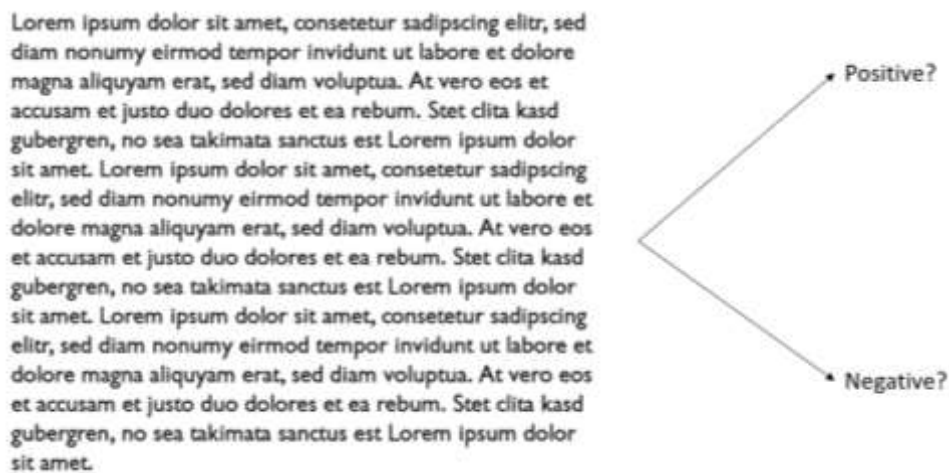 Lorem ipsum dolor sit amet, consetetur sadipscing elitr, sed
diam nonumy eirmod tempor invidunt ut labore et dolore
magna aliquyam erat, sed diam voluptua. At vero eos et
accusam et justo duo dolores et ea rebum. Stet clita kasd
gubergren, no sea takimata sanctus est Lorem ipsum dolor
sit amet. Lorem ipsum dolor sit amet, consetetur sadipscing
elitr, sed diam nonumy eirmod tempor invidunt ut labore et
dolore magna aliquyam erat, sed diam voluptua. At vero eos
et accusam et justo duo dolores et ea rebum. Stet clita kasd
gubergren, no sea takimata sanctus est Lorem ipsum dolor
sit amet. Lorem ipsum dolor sit amet, consetetur sadipscing
elitr, sed diam nonumy eirmod tempor invidunt ut labore et
dolore magna aliquyam erat, sed diam voluptua. At vero eos
et accusam et justo duo dolores et ea rebum. Stet clita kasd
gubergren, no sea takimata sanctus est Lorem ipsum dolor
sit amet.
Positive?
Negative?